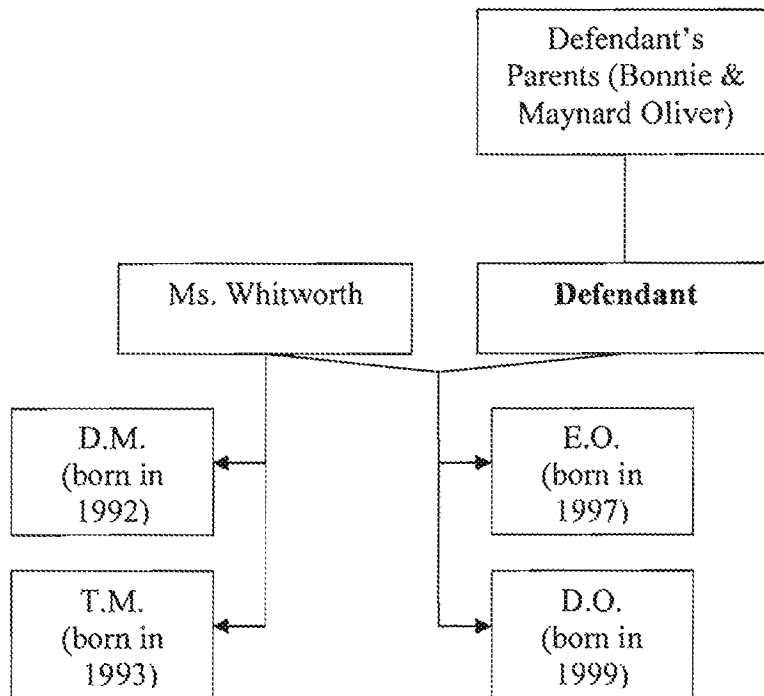 Defendant's
Parents (Bonnie &
Maynard Oliver)
Ms. Whitworth
Defendant
D.M.
(born in
1992)
E.O.
(born in
1997)
T.M.
(born in
1993)
D.O.
(born in
1999)